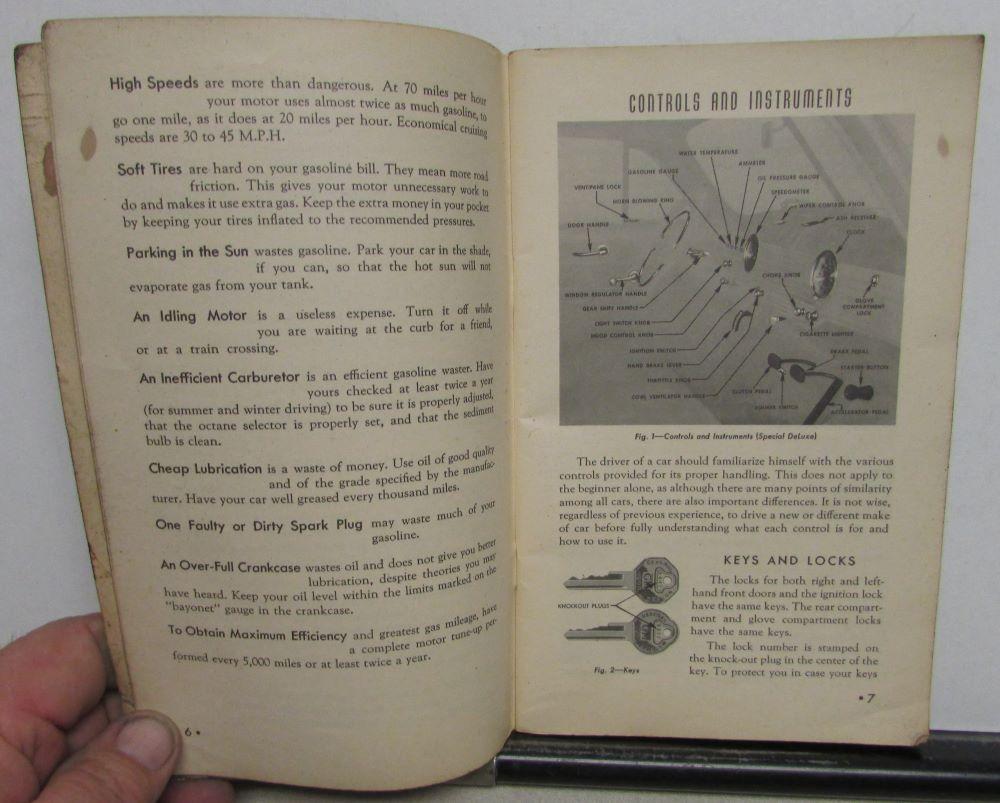 High Speeds are more than dangerous. At 70 miles per hour
your motor uses almost twice as much gasoline, to
go one mile, as it does at 20 miles per hour. Economical cruising
speeds are 30 to 45 M.P.H.
Soft Tires are hard on your gasoline bill. They mean more road
friction. This gives your motor unnecessary work to
do and makes it use extra gas. Keep the extra money in your pocket
by keeping your tires inflated to the recommended pressures.
Parking in the Sun wastes gasoline. Park your car in the shade,
if you can, so that the hot sun will not
evaporate gas from your tank.
An Idling Motor is a useless expense. Turn it off while
you are waiting at the curb for a friend,
or at a train crossing.
An Inefficient Carburetor is an efficient gasoline waster. Have
yours checked at least twice a year
(for summer and winter driving) to be sure it is properly adjusted,
that the octane selector is properly set, and that the sediment
bulb is clean.
Cheap Lubrication is a waste of money. Use oil of good quality
and of the grade specified by the manufac-
turer. Have your car well greased every thousand miles.
One Faulty or Dirty Spark Plug may waste much of your
gasoline.
An Over-Full Crankcase wastes oil and does not give you better
lubrication, despite theories you may
have heard. Keep your oil level within the limits marked on the
"bayonet" gauge in the crankcase.
To Obtain Maximum Efficiency and greatest gas mileage, have
a complete motor tune-up per-
formed every 5,000 miles or at least twice a year.
6 •
CONTROLS AND INSTRUMENTS
WATER TEMPERATURE
AMMETER
GASOLINE GAUGE
OIL PRESSURE GAUGE
VENTIPANE LOCK
SPEEDOMETER
HORN BLOWING RING
WIPER CONTROL KNOB
ASH RECEIVER
DOOR HANDLE
CLOCK
CHOKE KNOB
WINDOW REGULATOR HANDLE
GLOVE
COMPARTMENT
LOCK
GEAR SHIFT HANDLE
LIGHT SWITCH KNOB
HOOD CONTROL KNOB
CIGARETTE LIGHTER
IGNITION SWITCH
BRAKE PEDAL
HAND BRAKE LEVER
STARTER BUTTON
THROTTLE KNOB
CLUTCH PEDAL
COWL VENTILATOR HANDLE
DIMMER SWITCH
ACCELERATOR PEDAL
Fig. 1—Controls and Instruments (Special DeLuxe)
The driver of a car should familiarize himself with the various
controls provided for its proper handling. This does not apply to
the beginner alone, as although there are many points of similarity
among all cars, there are also important differences. It is not wise,
regardless of previous experience, to drive a new or different make
of car before fully understanding what each control is for and
how to use it.
KEYS AND LOCKS
KNOCKOUT PLUGS
Fig. 2—Keys
The locks for both right and left-
hand front doors and the ignition lock
have the same keys. The rear compart-
ment and glove compartment locks
have the same keys.
The lock number is stamped on
the knock-out plug in the center of the
key. To protect you in case your keys
• 7